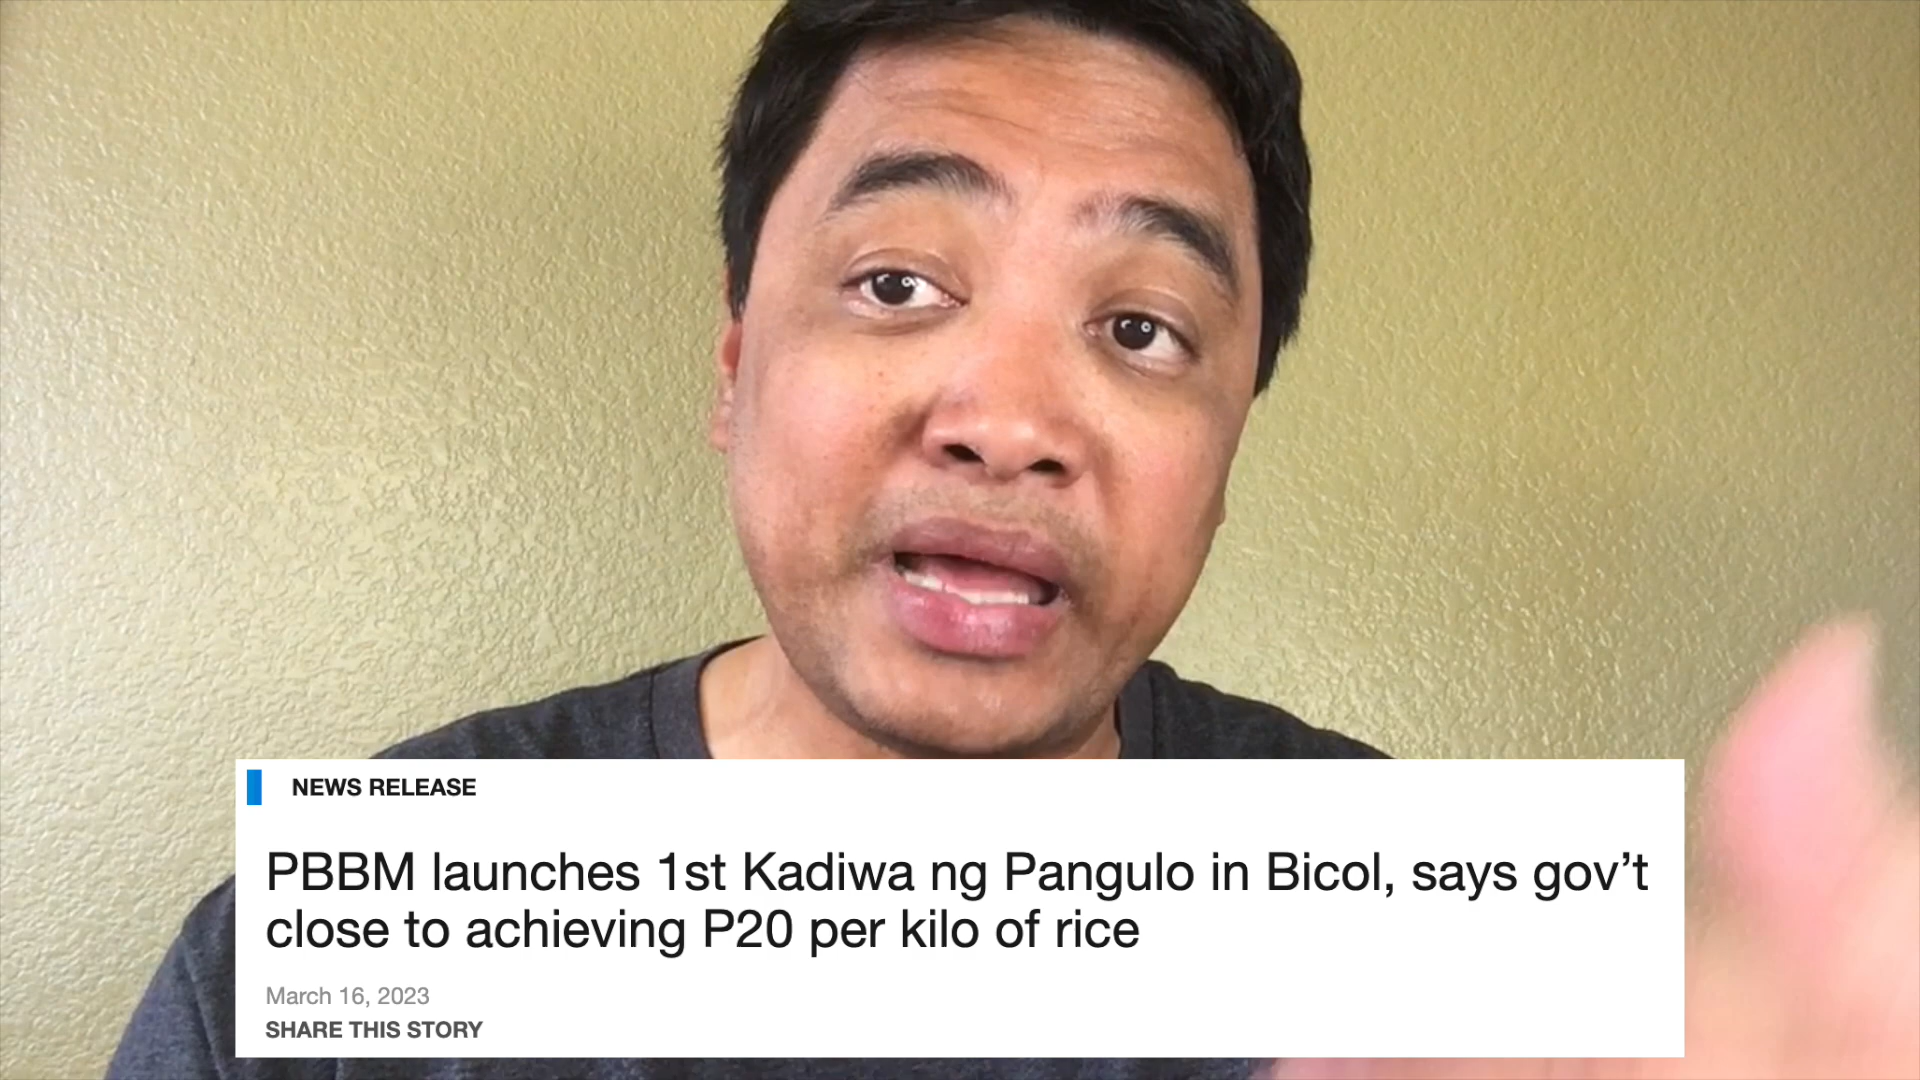 NEWS RELEASE
PBBM launches 1st Kadiwa ng Pangulo in Bicol, says gov’t
close to achieving P20 per kilo of rice
March 16, 2023
SHARE THIS STORY